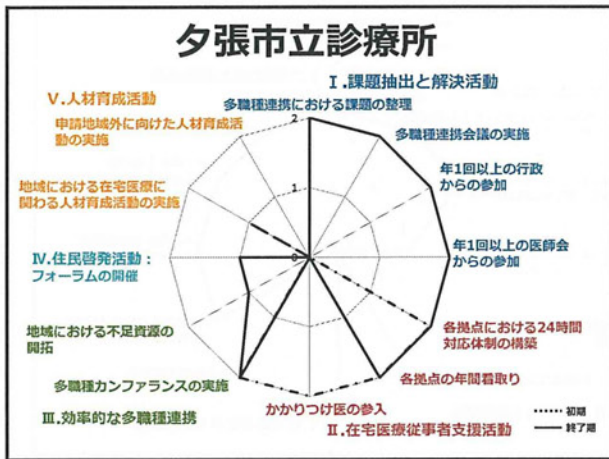 夕張市立診療所
Ⅰ.課題抽出と解決活動
多職種連携における課題の整理
多職種連携会議の実施
年1回以上の行政
からの参加
年1回以上の医師会
からの参加
各拠点における24時間
対応体制の構築
各拠点の年間看取り
かかりつけ医の参入
Ⅱ.在宅医療従事者支援活動
多職種カンファランスの実施
Ⅲ.効率的な多職種連携
地域における不足資源の
開拓
Ⅳ.住民啓発活動：
フォーラムの開催
地域における在宅医療に
関わる人材育成活動の実施
Ⅴ.人材育成活動
申請地域外に向けた人材育成活
動の実施
2
1
0
初期
終了期